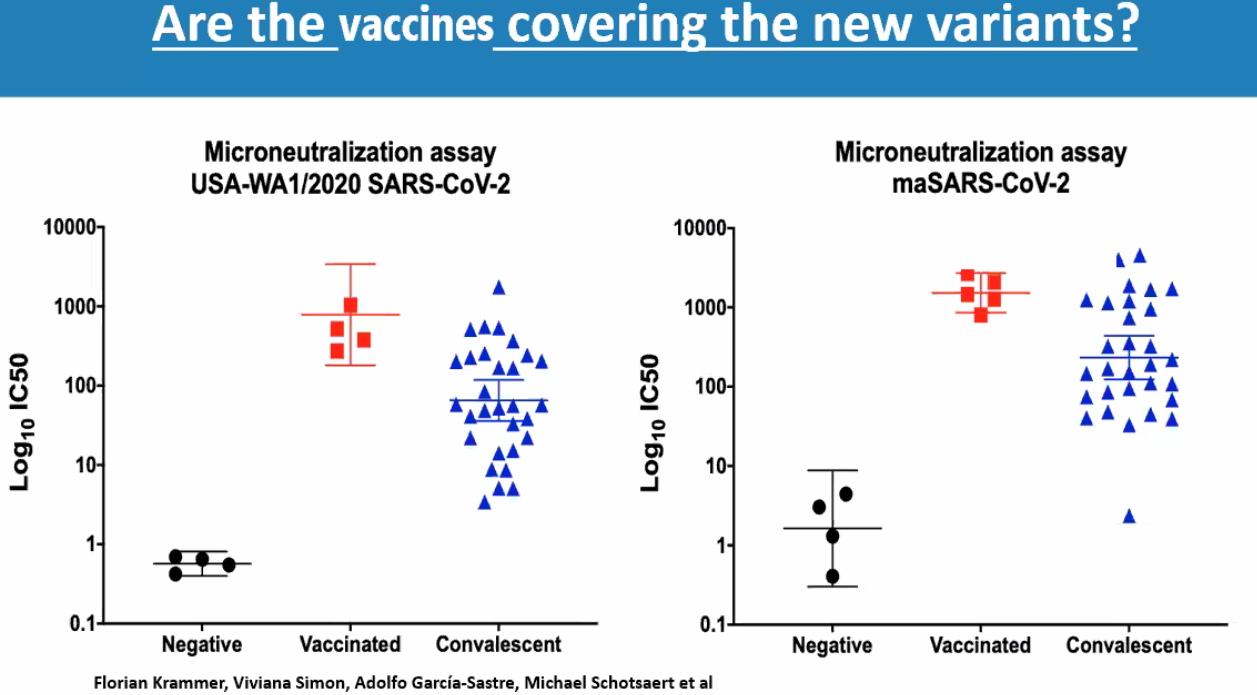 Are the vaccines covering the new variants?
Microneutralization assay
USA-WA1/2020 SARS-CoV-2
10000
1000
100
10
1
0.1
Log10 IC50
Negative
Vaccinated
Convalescent
Microneutralization assay
maSARS-CoV-2
10000
1000
100
10
1
0.1
Log10 IC50
Negative
Vaccinated
Convalescent
Florian Krammer, Viviana Simon, Adolfo García-Sastre, Michael Schotsaert et al